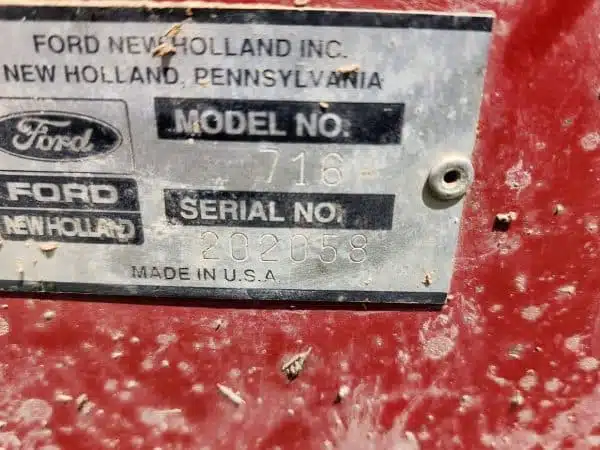 FORD NEW HOLLAND INC.
NEW HOLLAND, PENNSYLVANIA
Ford
MODEL NO.
716
FORD
NEW HOLLAND
SERIAL NO.
202058
MADE IN U.S.A